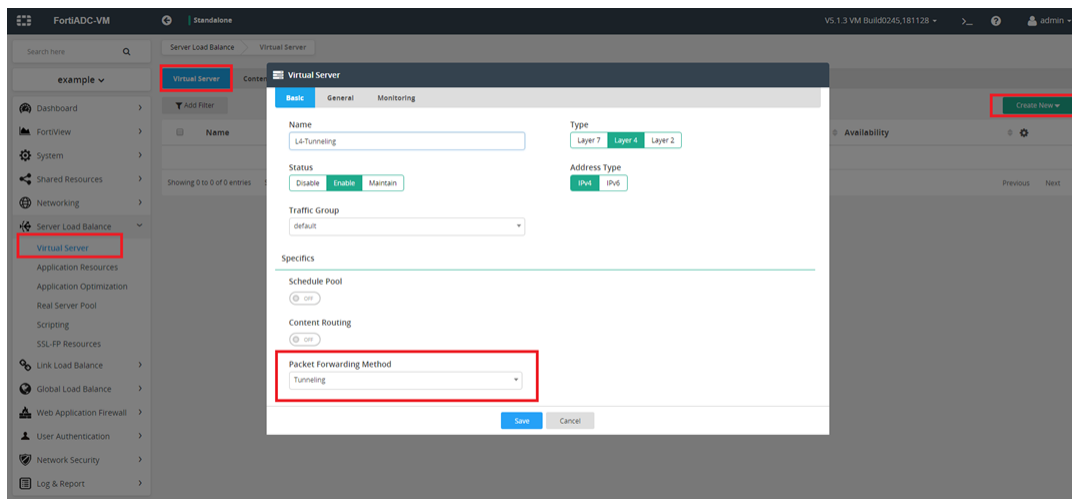 FortiADC-VM
Standalone
V5.1.3 VM Build0245,181128
>_
admin
Search here
Server Load Balance
Virtual Server
example
Virtual Server
Conten
Add Filter
Create New
Name
Availability
Showing 0 to 0 of 0 entries
Previous
Next
Dashboard
FortiView
System
Shared Resources
Networking
Server Load Balance
Virtual Server
Application Resources
Application Optimization
Real Server Pool
Scripting
SSL-FP Resources
Link Load Balance
Global Load Balance
Web Application Firewall
User Authentication
Network Security
Log & Report
Virtual Server
Basic
General
Monitoring
Name
L4-Tunneling
Type
Layer 7
Layer 4
Layer 2
Status
Disable
Enable
Maintain
Address Type
IPv4
IPv6
Traffic Group
default
Specifics
Schedule Pool
OFF
Content Routing
OFF
Packet Forwarding Method
Tunneling
Save
Cancel